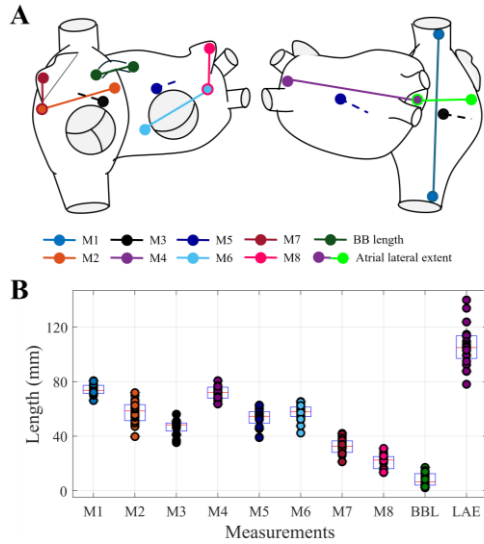 A
M1 M3 M5 M7 BB length
M2 M4 M6 M8 Atrial lateral extent
B
Length (mm)
120
80
40
0
M1 M2 M3 M4 M5 M6 M7 M8 BBL LAE
Measurements